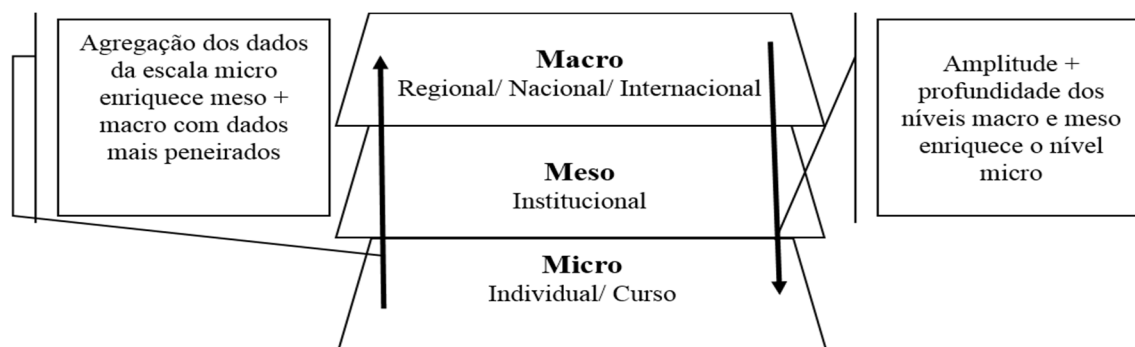 Agregação dos dados
da escala micro
enriquece meso +
macro com dados
mais peneirados
Macro
Regional/ Nacional/ Internacional
Meso
Institucional
Micro
Individual/ Curso
Amplitude +
profundidade dos
níveis macro e meso
enriquece o nível
micro